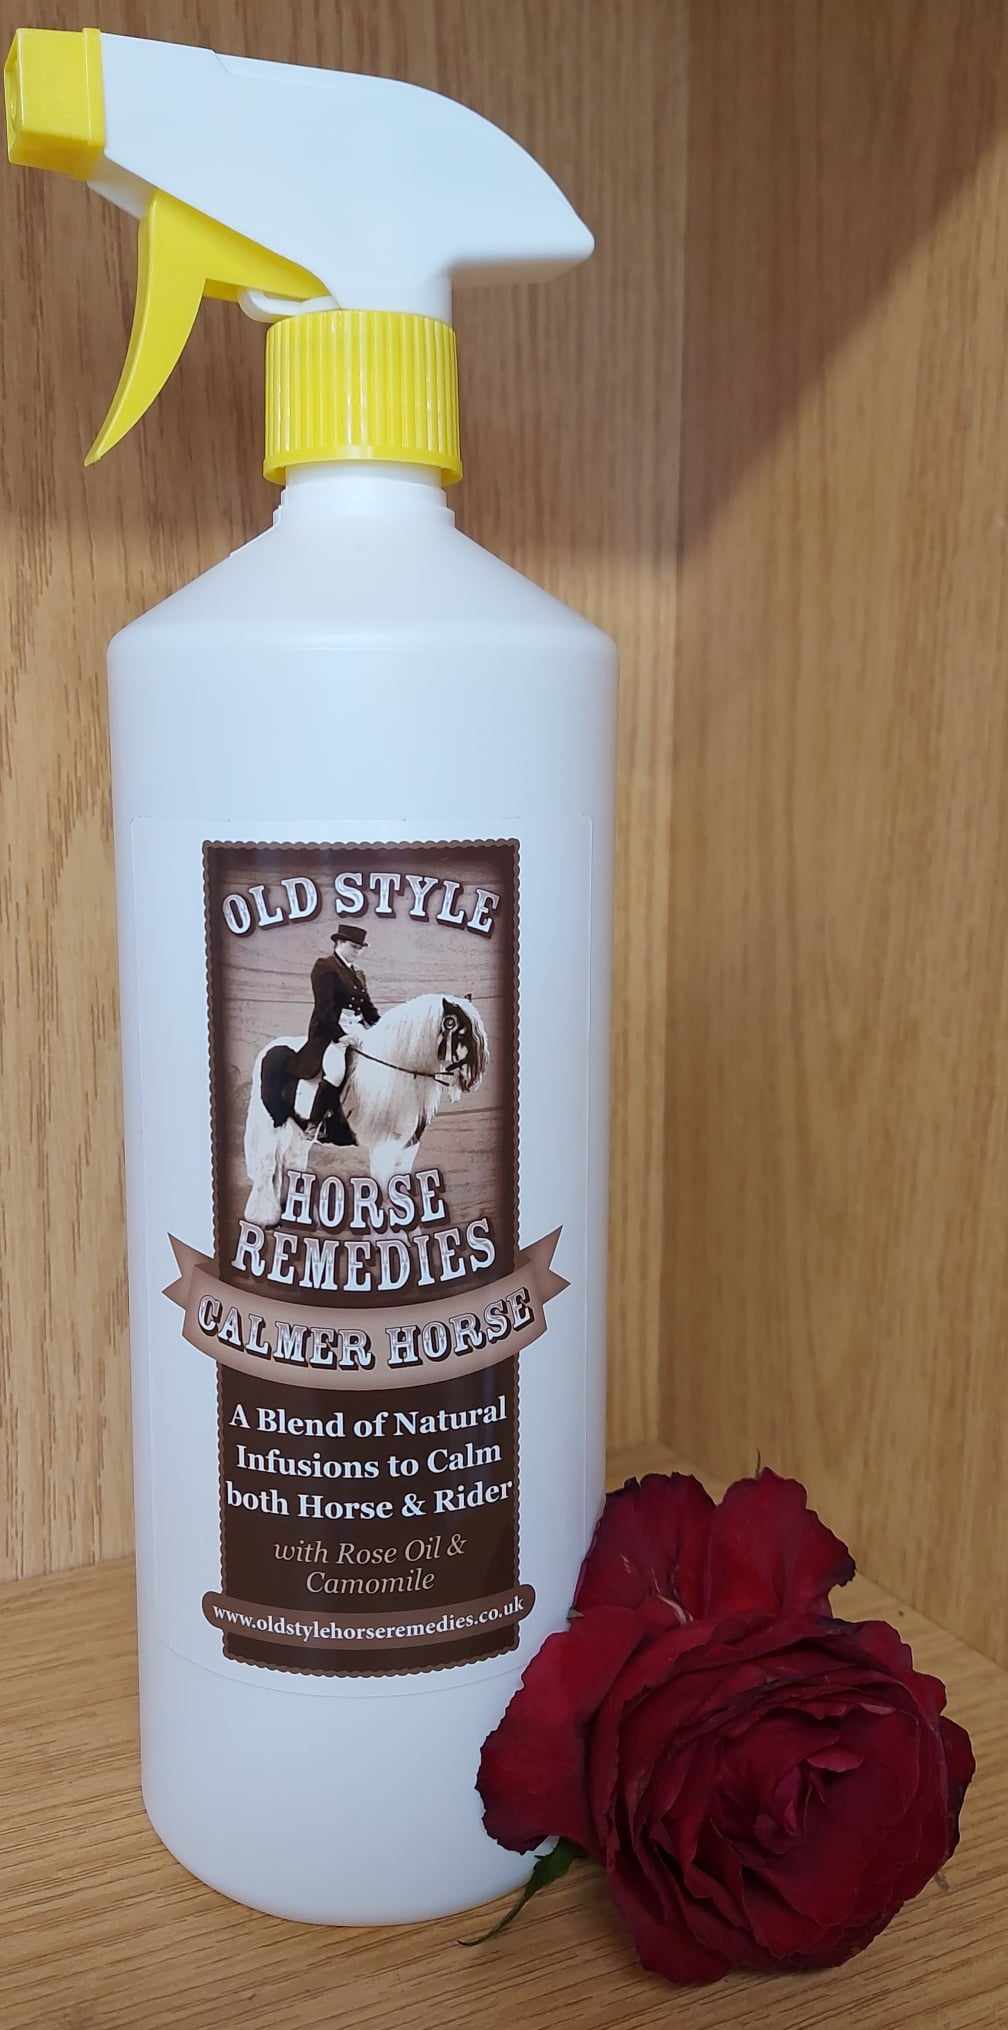 OLD STYLE
HORSE
REMEDIES
CALMER HORSE
A Blend of Natural
Infusions to Calm
both Horse & Rider
with Rose Oil &
Camomile
www.oldstylehorseremedies.co.uk